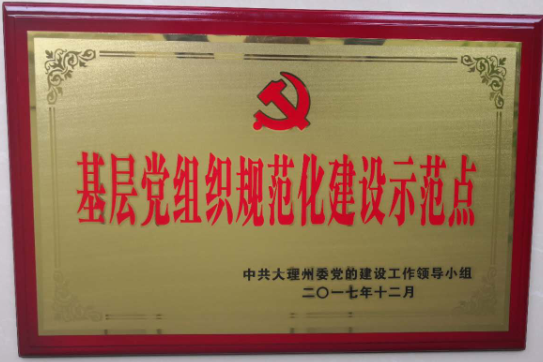 基层党组织规范化建设示范点
中共大理州委党的建设工作领导小组
二〇一七年十二月